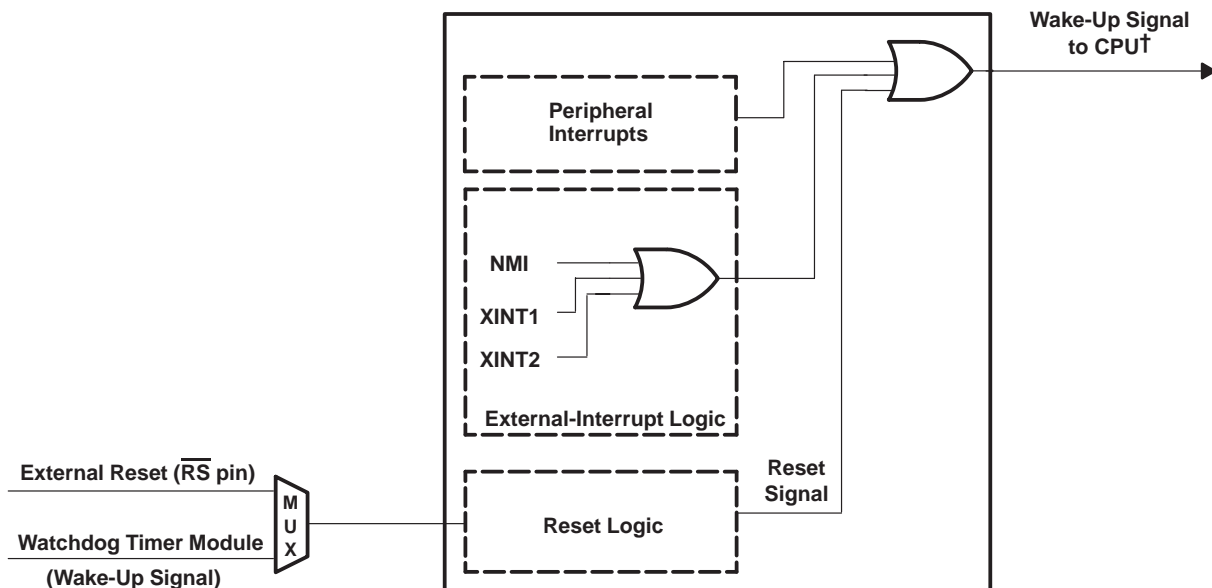 Wake-Up Signal
to CPU†
Peripheral
Interrupts
NMI
XINT1
XINT2
External-Interrupt Logic
External Reset (R̅S̅ pin)
MUX
Watchdog Timer Module
(Wake-Up Signal)
Reset Logic
Reset
Signal